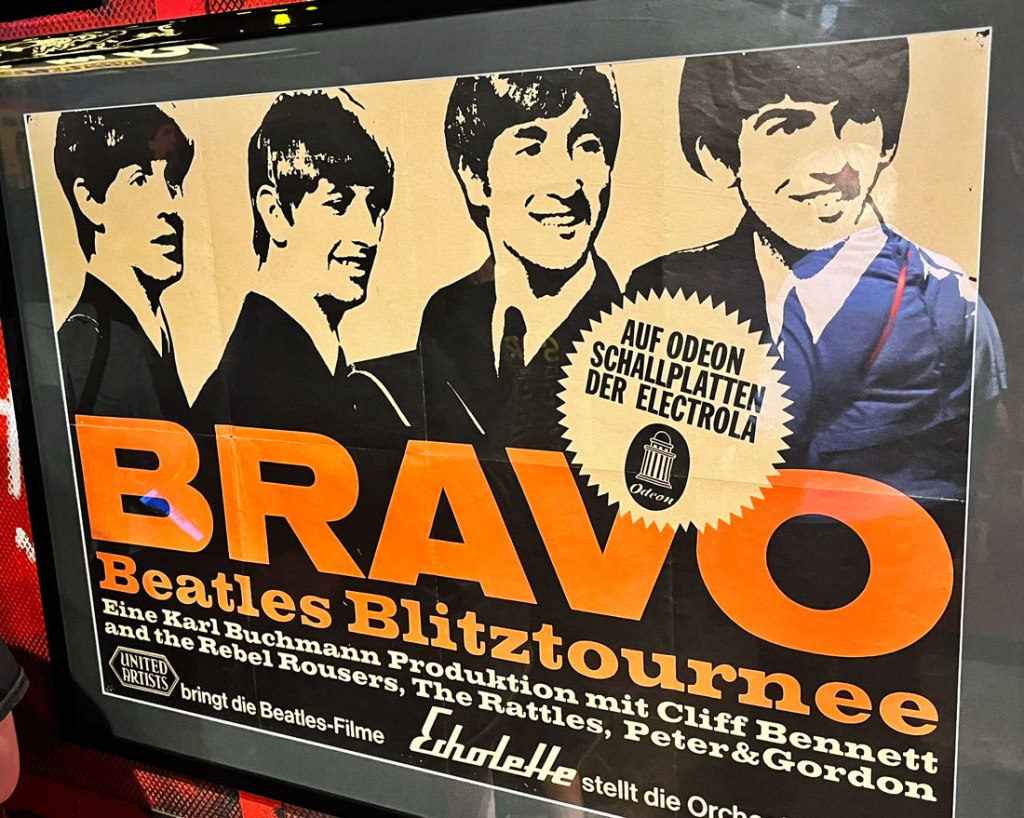 AUF ODEON
SCHALLPLATTEN
DER ELECTROLA
Odeon
BRAVO
Beatles Blitztournee
Eine Karl Buchmann Produktion mit Cliff Bennett
and the Rebel Rousers, The Rattles, Peter&Gordon
UNITED
ARTISTS
bringt die Beatles-Filme
Echolette stellt die